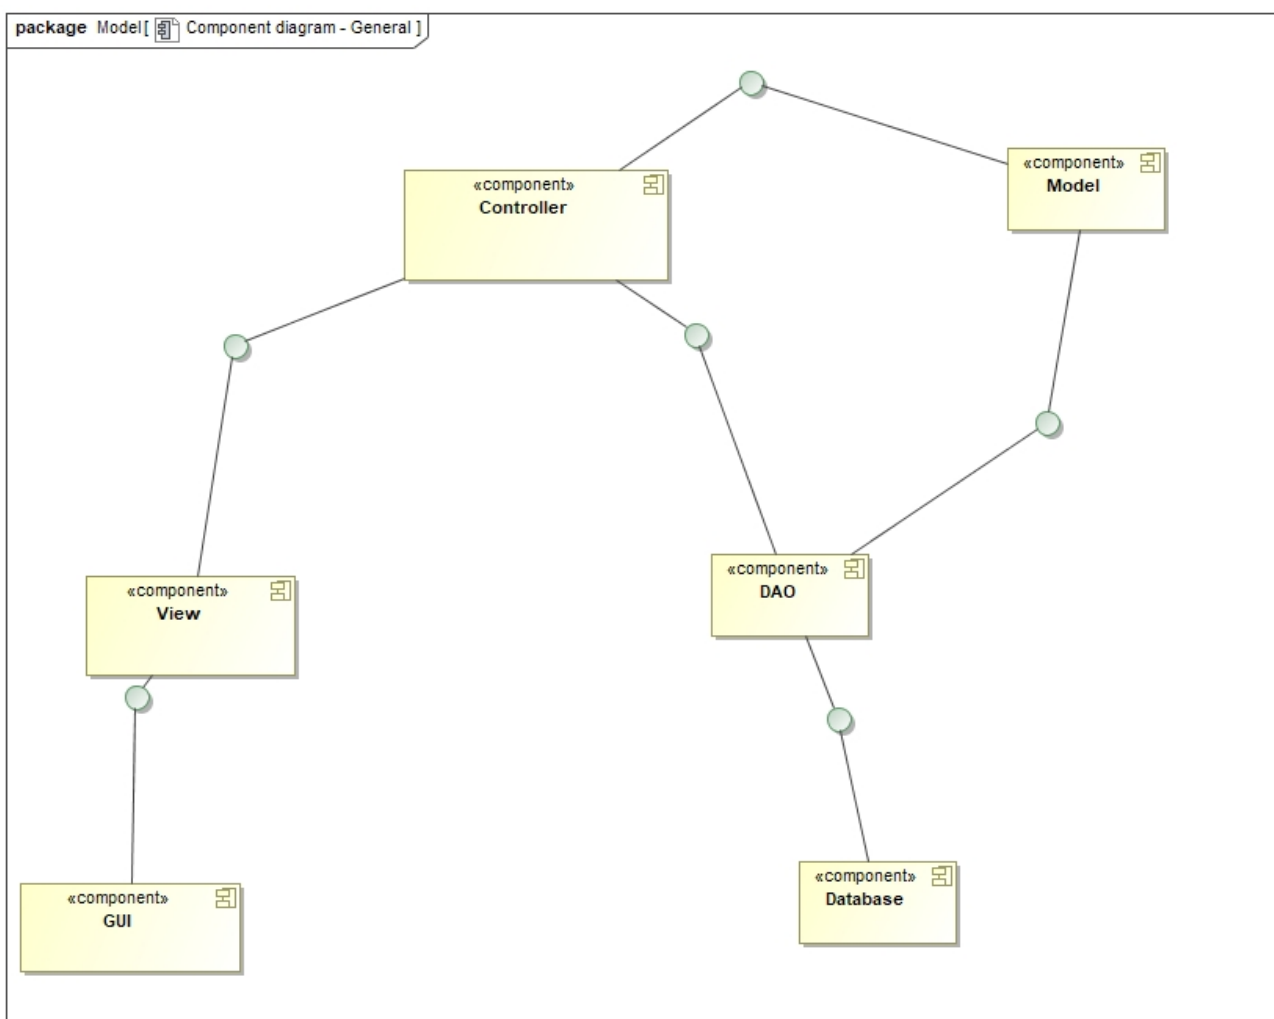 package Model[ Component diagram - General ]
«component»
Controller
«component»
Model
«component»
View
«component»
DAO
«component»
GUI
«component»
Database